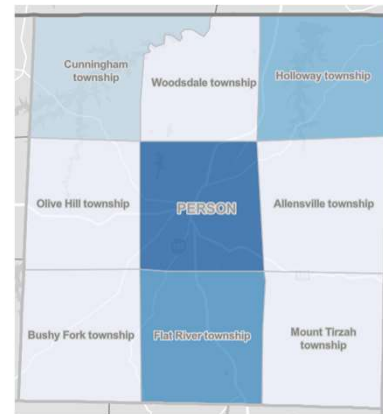 Cunningham
township
Woodsdale township
Holloway township
Olive Hill township
PERSON
Allensville township
Bushy Fork township
Flat River township
Mount Tirzah
township